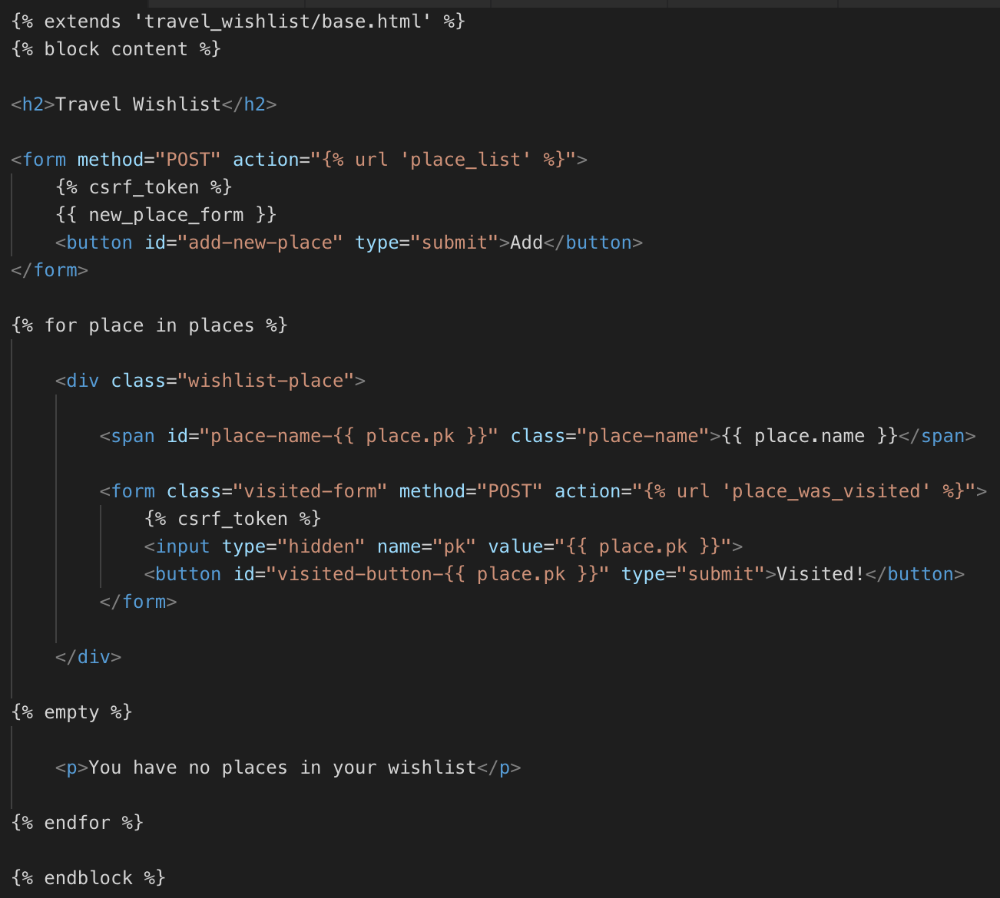 {% extends 'travel_wishlist/base.html' %}
{% block content %}
<h2>Travel Wishlist</h2>
<form method="POST" action="{% url 'place_list' %}">
{% csrf_token %}
{{ new_place_form }}
<button id="add-new-place" type="submit">Add</button>
</form>
{% for place in places %}
<div class="wishlist-place">
<span id="place-name-{{ place.pk }}" class="place-name">{{ place.name }}</span>
<form class="visited-form" method="POST" action="{% url 'place_was_visited' %}">
{% csrf_token %}
<input type="hidden" name="pk" value="{{ place.pk }}">
<button id="visited-button-{{ place.pk }}" type="submit">Visited!</button>
</form>
</div>
{% empty %}
<p>You have no places in your wishlist</p>
{% endfor %}
{% endblock %}